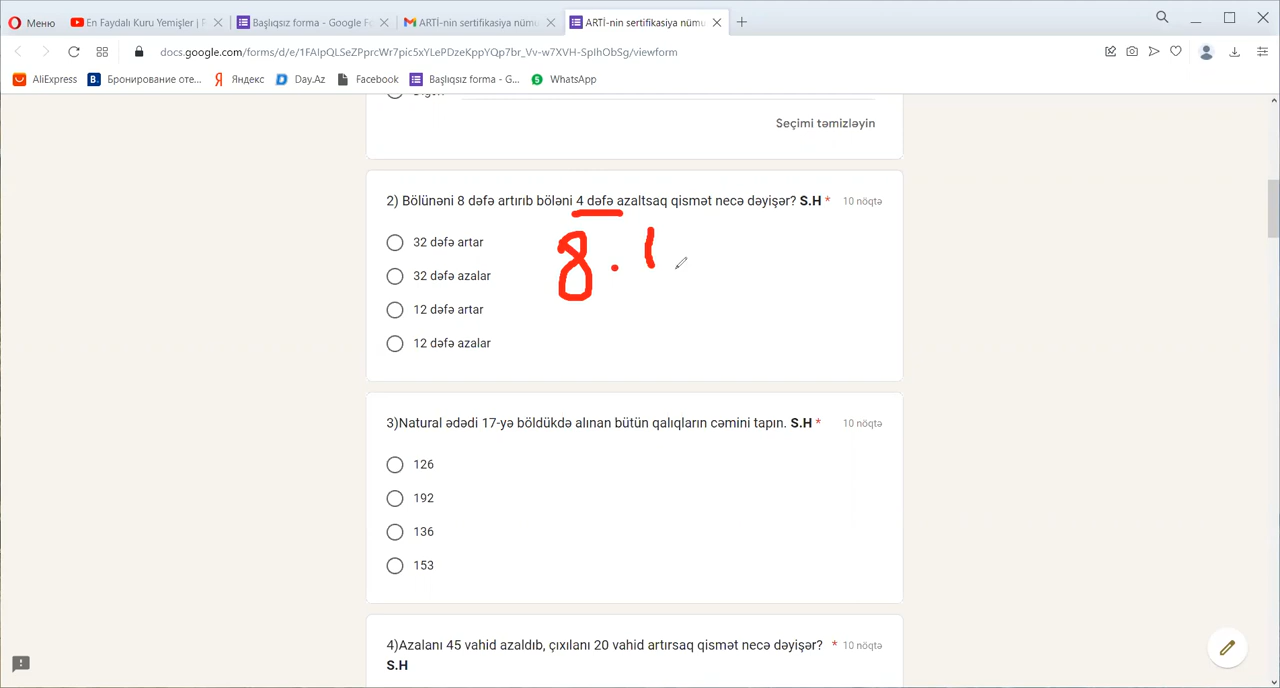 Меню
En Faydalı Kuru Yemişler |
Başlıqsız forma - Google Fo
ARTİ-nin sertifikasiya nümu
ARTİ-nin sertifikasiya nümu
docs.google.com/forms/d/e/1FAIpQLSeZPprcWr7pic5xYLePDzeKppYQp7br_Vv-w7XVH-SpIhObSg/viewform
AliExpress
Бронирование оте...
Яндекс
Day.Az
Facebook
Başlıqsız forma - G...
WhatsApp
Seçimi təmizləyin
2) Bölünəni 8 dəfə artırıb böləni 4 dəfə azaltsaq qismət necə dəyişər? S.H * 10 nöqtə
32 dəfə artar
8 . 1
32 dəfə azalar
12 dəfə artar
12 dəfə azalar
3)Natural ədədi 17-yə böldükdə alınan bütün qalıqların cəmini tapın. S.H * 10 nöqtə
126
192
136
153
4)Azalanı 45 vahid azaldıb, çıxılanı 20 vahid artırsaq qismət necə dəyişər? * 10 nöqtə
S.H